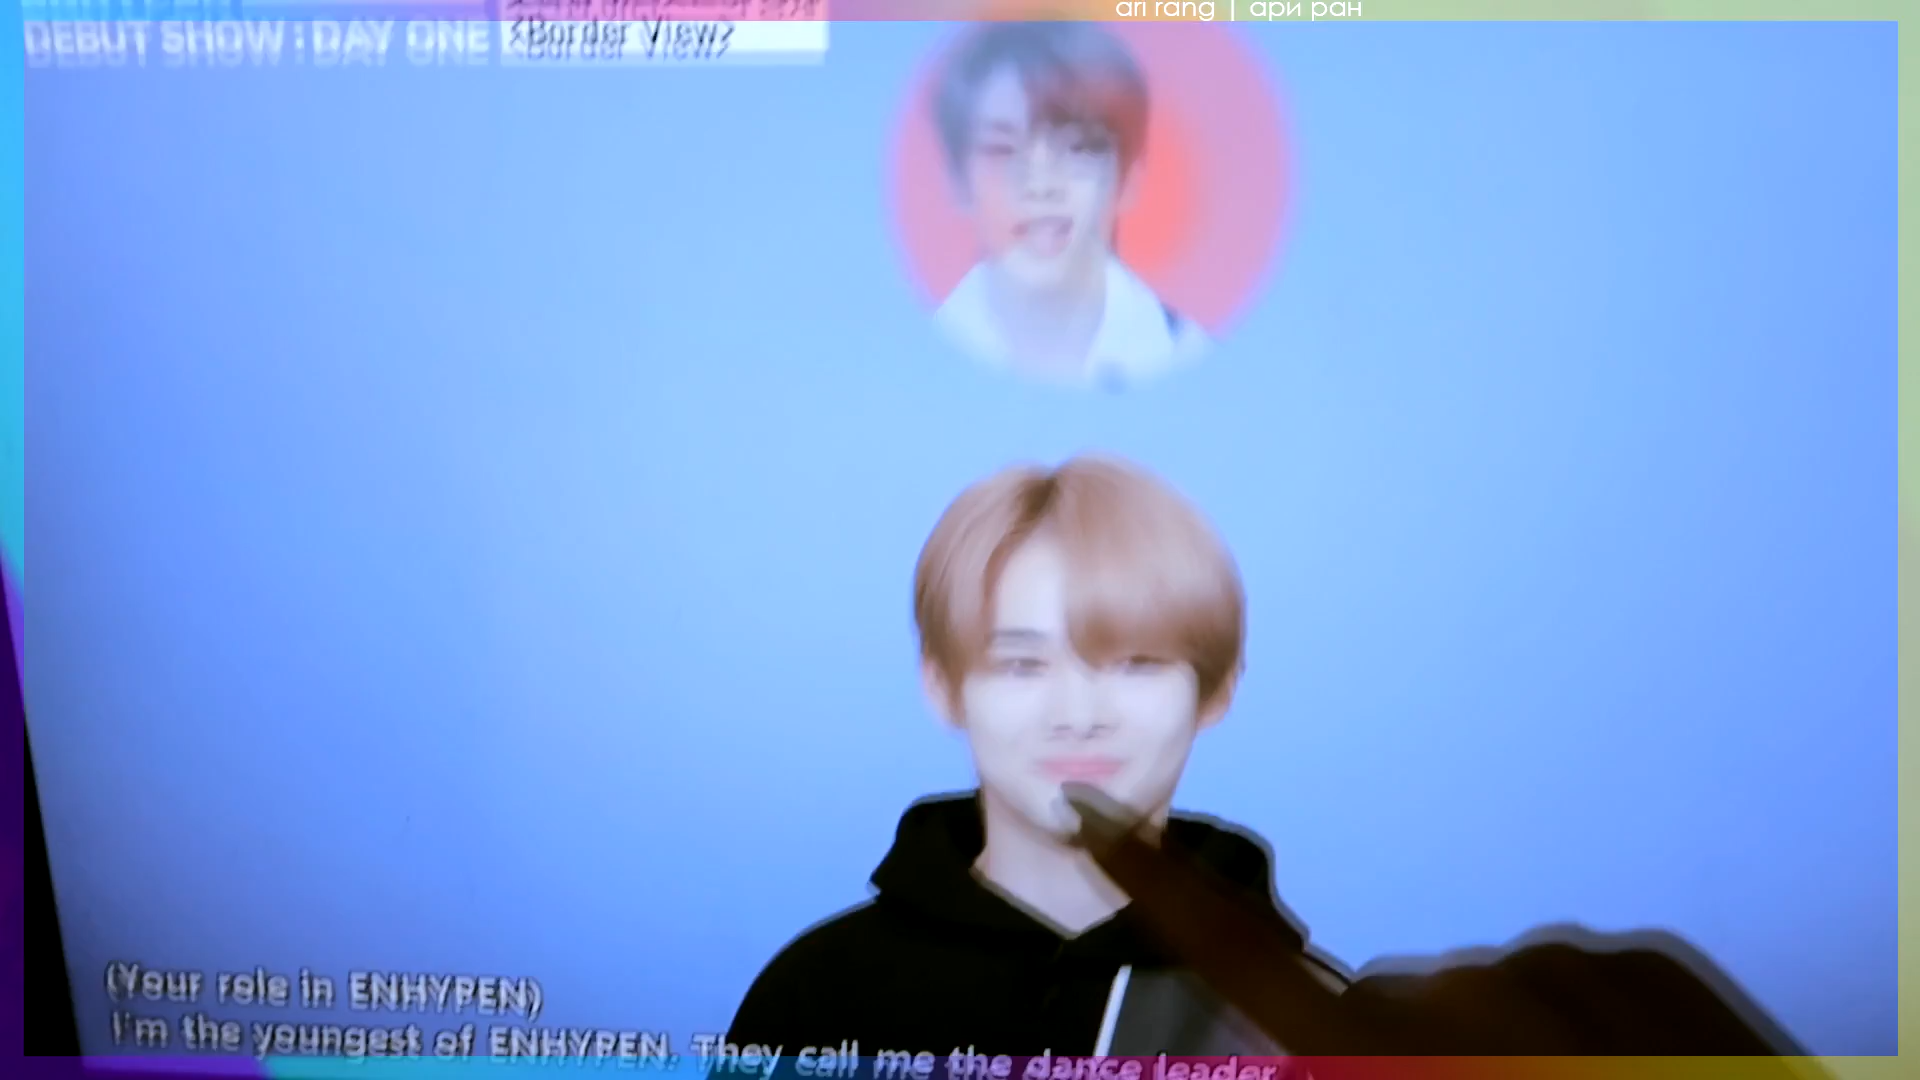 ari rang | ари ран
DEBUT SHOW : DAY ONE
<Border View>
(Your role in ENHYPEN)
I'm the youngest of ENHYPEN. They call me the dance leader